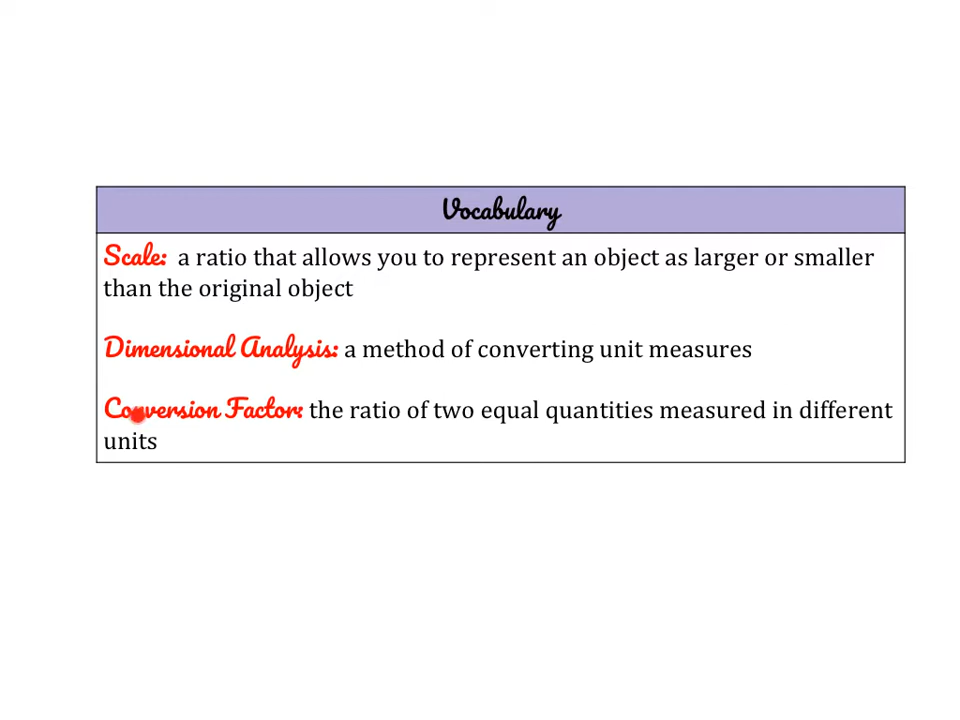 Vocabulary
Scale: a ratio that allows you to represent an object as larger or smaller
than the original object
Dimensional Analysis: a method of converting unit measures
Conversion Factor: the ratio of two equal quantities measured in different
units